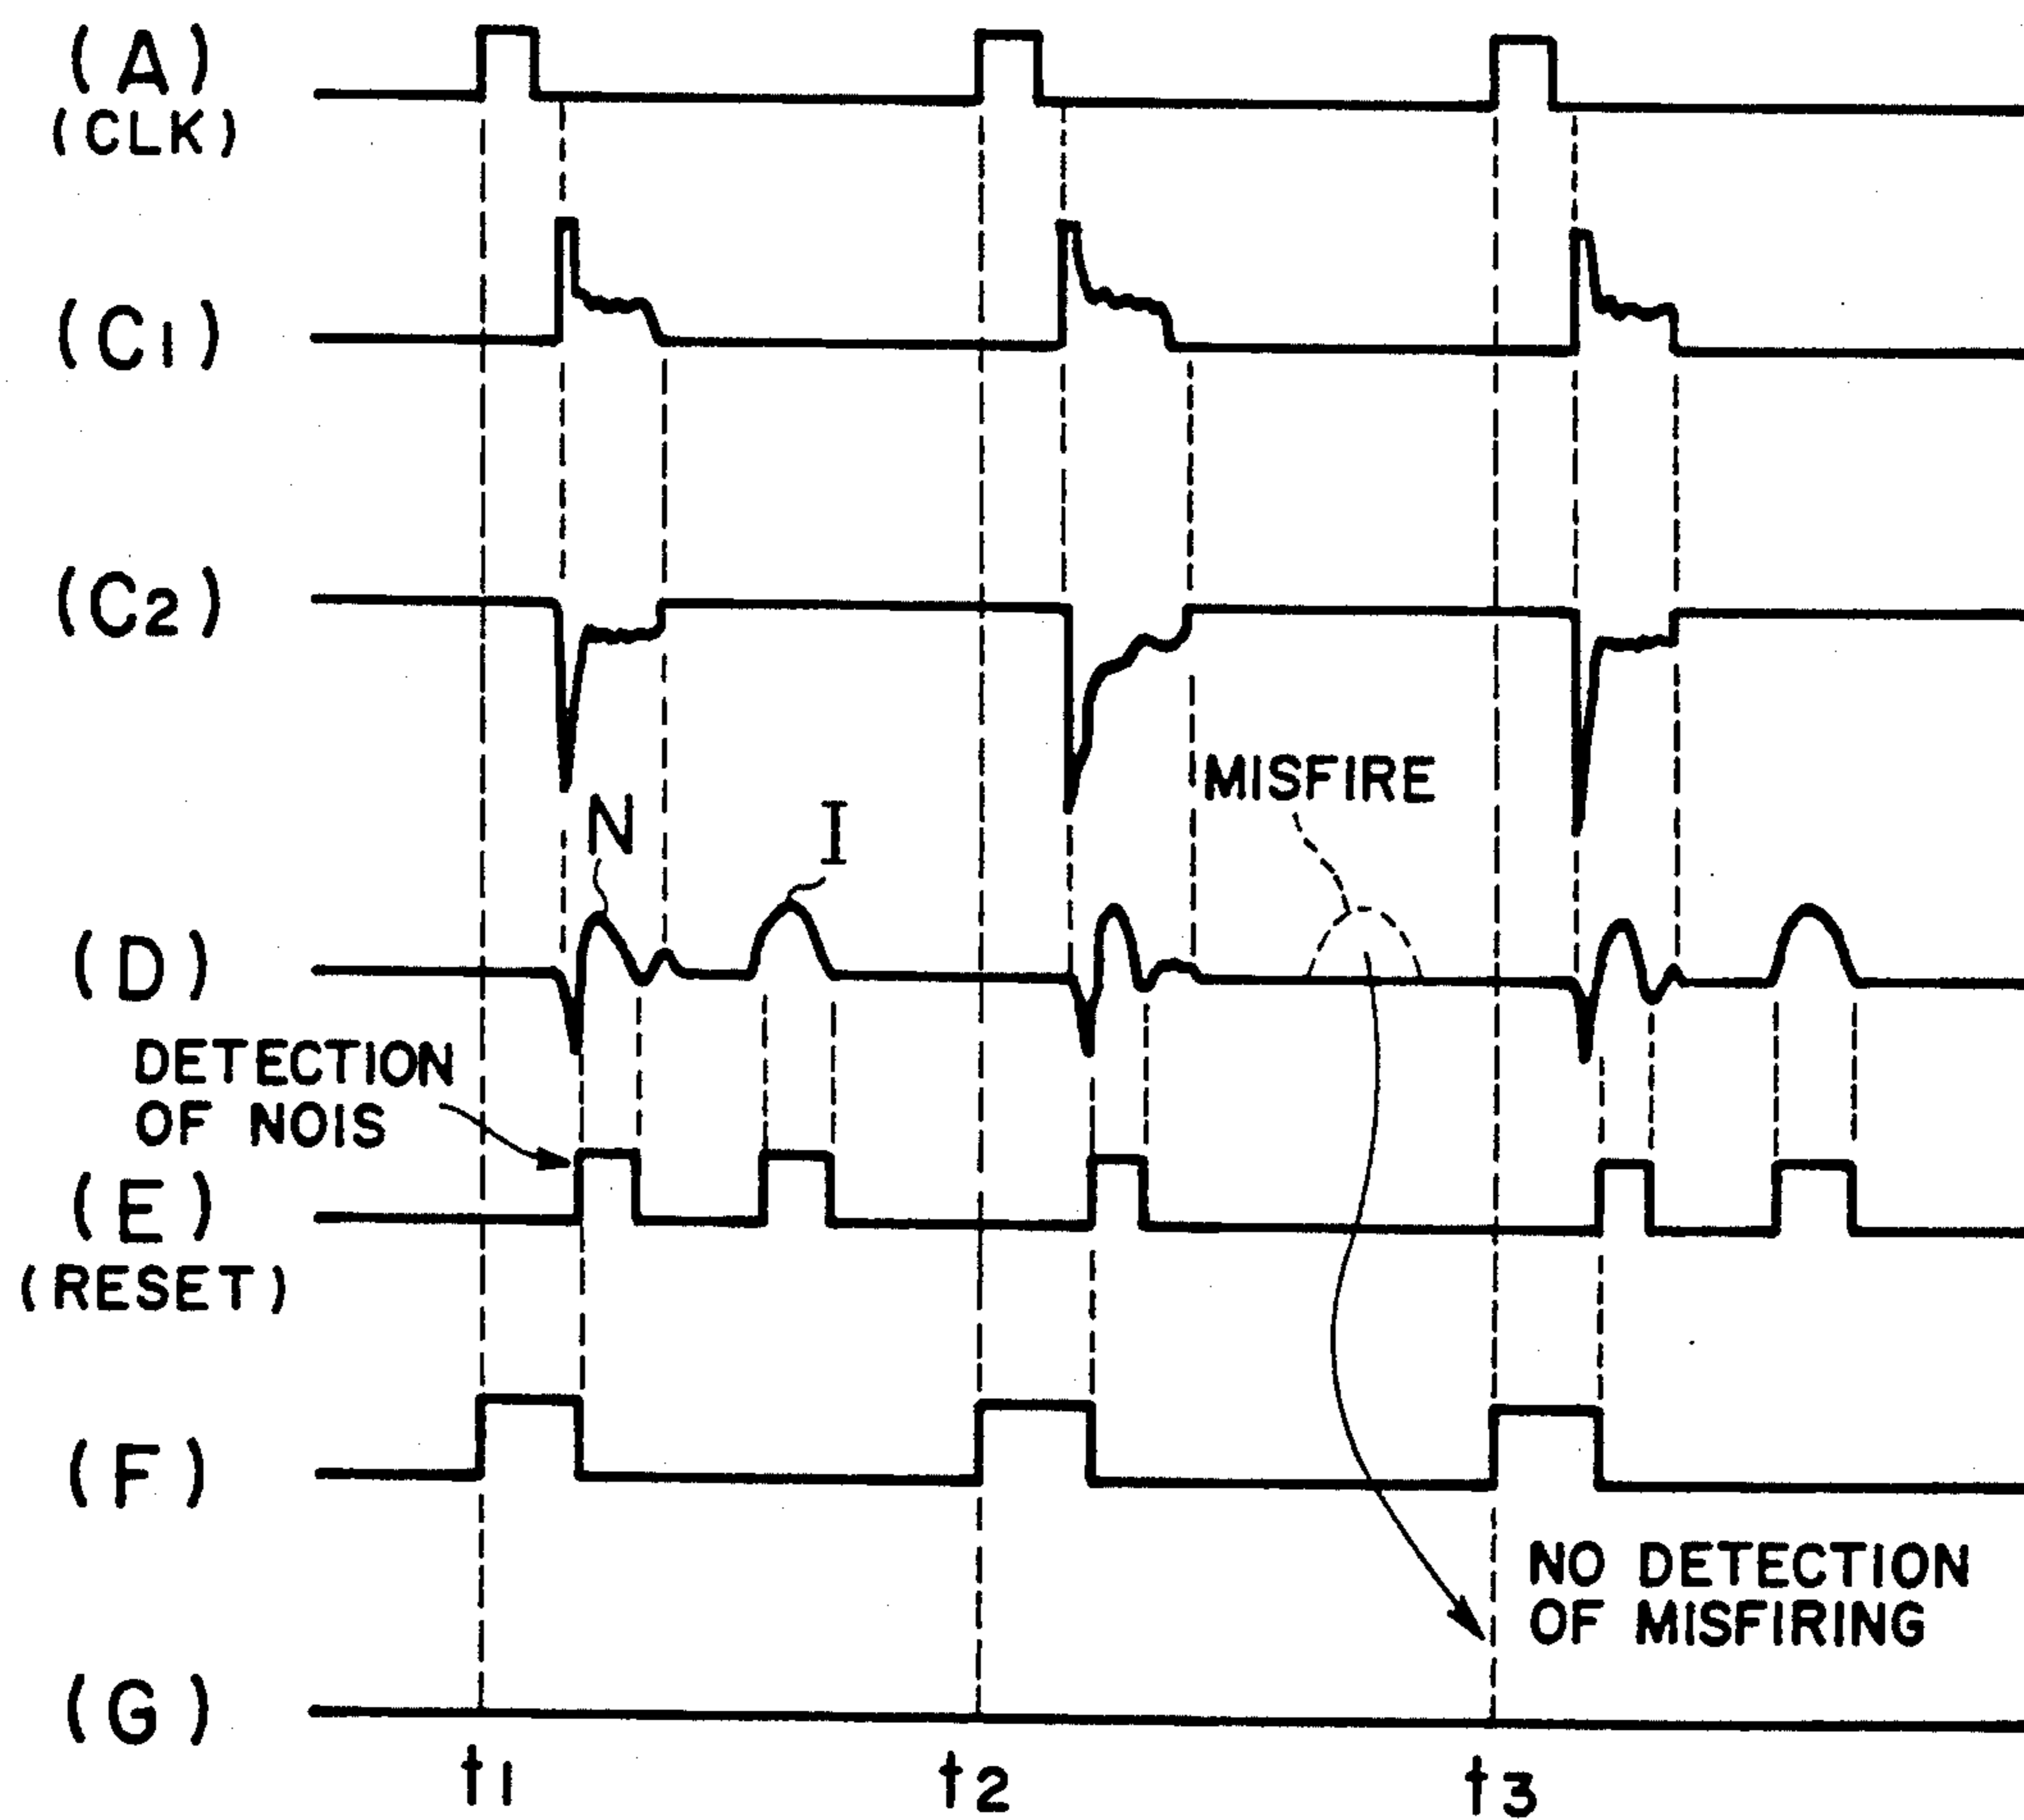 (A)
(CLK)
(C1)
(C2)
MISFIRE
N
I
(D)
DETECTION
OF NOIS
(E)
(RESET)
(F)
NO DETECTION
OF MISFIRING
(G)
t1
t2
t3